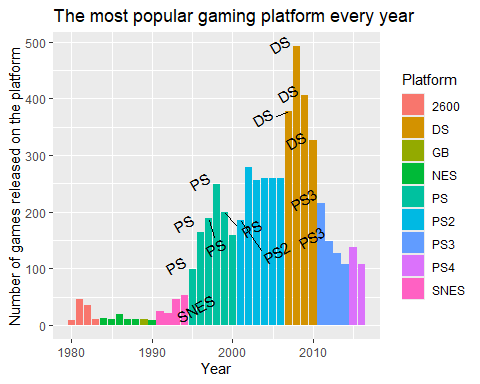 The most popular gaming platform every year
Number of games released on the platform
500
400
300
200
100
0
DS
DS
DS
DS
PS
PS3
PS
PS
PS
PS3
PS2
PS
SNES
1980
1990
2000
2010
Year
Platform
2600
DS
GB
NES
PS
PS2
PS3
PS4
SNES